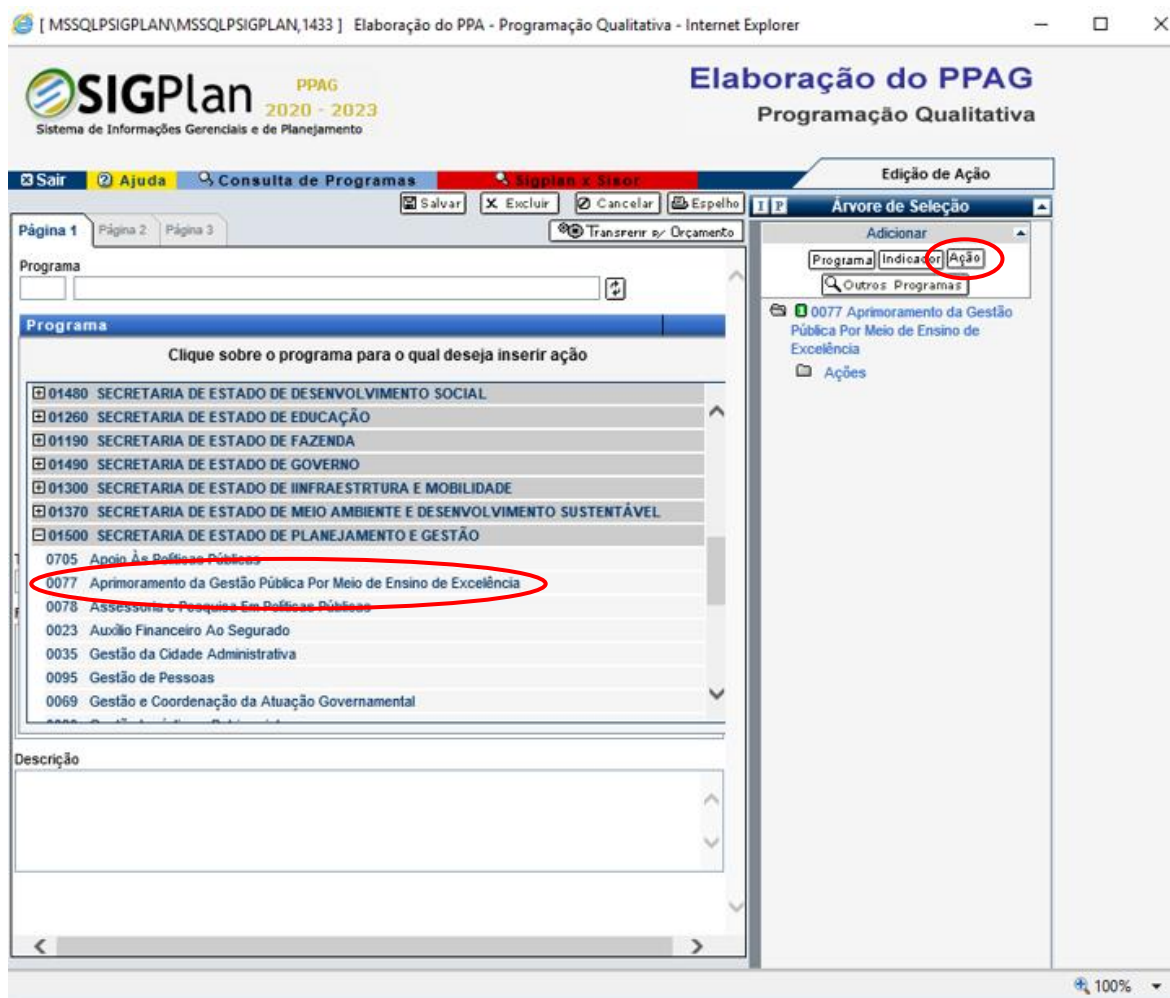 [ MSSQLPSIGPLAN\MSSQLPSIGPLAN,1433 ] Elaboração do PPA - Programação Qualitativa - Internet Explorer
SIGPlan PPAG 2020 - 2023
Sistema de Informações Gerenciais e de Planejamento
Elaboração do PPAG
Programação Qualitativa
Sair Ajuda Consulta de Programas Sigplan x Sisor
Edição de Ação
Salvar Excluir Cancelar Espelho
Página 1 Página 2 Página 3
Transferir p/ Orçamento
I P Árvore de Seleção
Adicionar
Programa Indicador Ação
Outros Programas
0077 Aprimoramento da Gestão
Pública Por Meio de Ensino de
Excelência
Ações
Programa
Programa
Clique sobre o programa para o qual deseja inserir ação
01480 SECRETARIA DE ESTADO DE DESENVOLVIMENTO SOCIAL
01260 SECRETARIA DE ESTADO DE EDUCAÇÃO
01190 SECRETARIA DE ESTADO DE FAZENDA
01490 SECRETARIA DE ESTADO DE GOVERNO
01300 SECRETARIA DE ESTADO DE IINFRAESTRTURA E MOBILIDADE
01370 SECRETARIA DE ESTADO DE MEIO AMBIENTE E DESENVOLVIMENTO SUSTENTÁVEL
01500 SECRETARIA DE ESTADO DE PLANEJAMENTO E GESTÃO
0705 Apoio Às Políticas Públicas
0077 Aprimoramento da Gestão Pública Por Meio de Ensino de Excelência
0078 Assessoria e Pesquisa Em Políticas Públicas
0023 Auxílio Financeiro Ao Segurado
0035 Gestão da Cidade Administrativa
0095 Gestão de Pessoas
0069 Gestão e Coordenação da Atuação Governamental
Descrição
100%